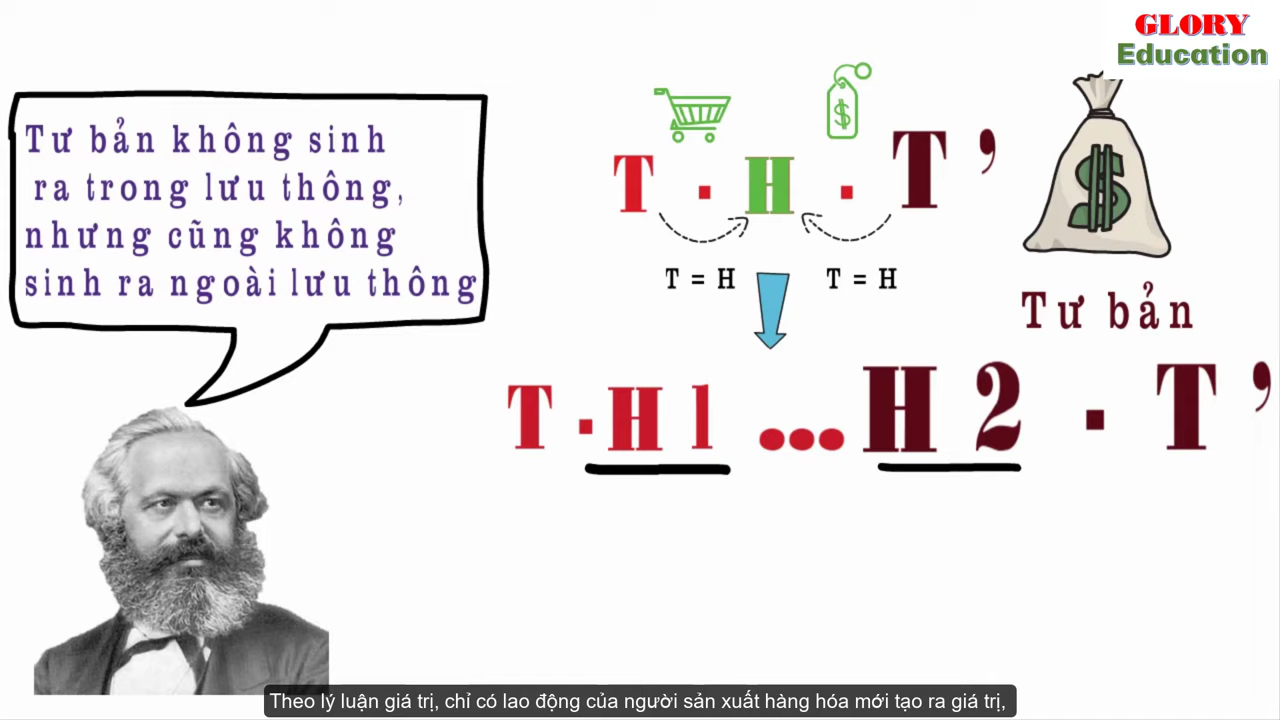 GLORY
Education
Tư bản không sinh
ra trong lưu thông,
nhưng cũng không
sinh ra ngoài lưu thông
$
T . H . T ’
$
T = H
T = H
Tư bản
T . H 1 ... H 2 . T ’
Theo lý luận giá trị, chỉ có lao động của người sản xuất hàng hóa mới tạo ra giá trị,